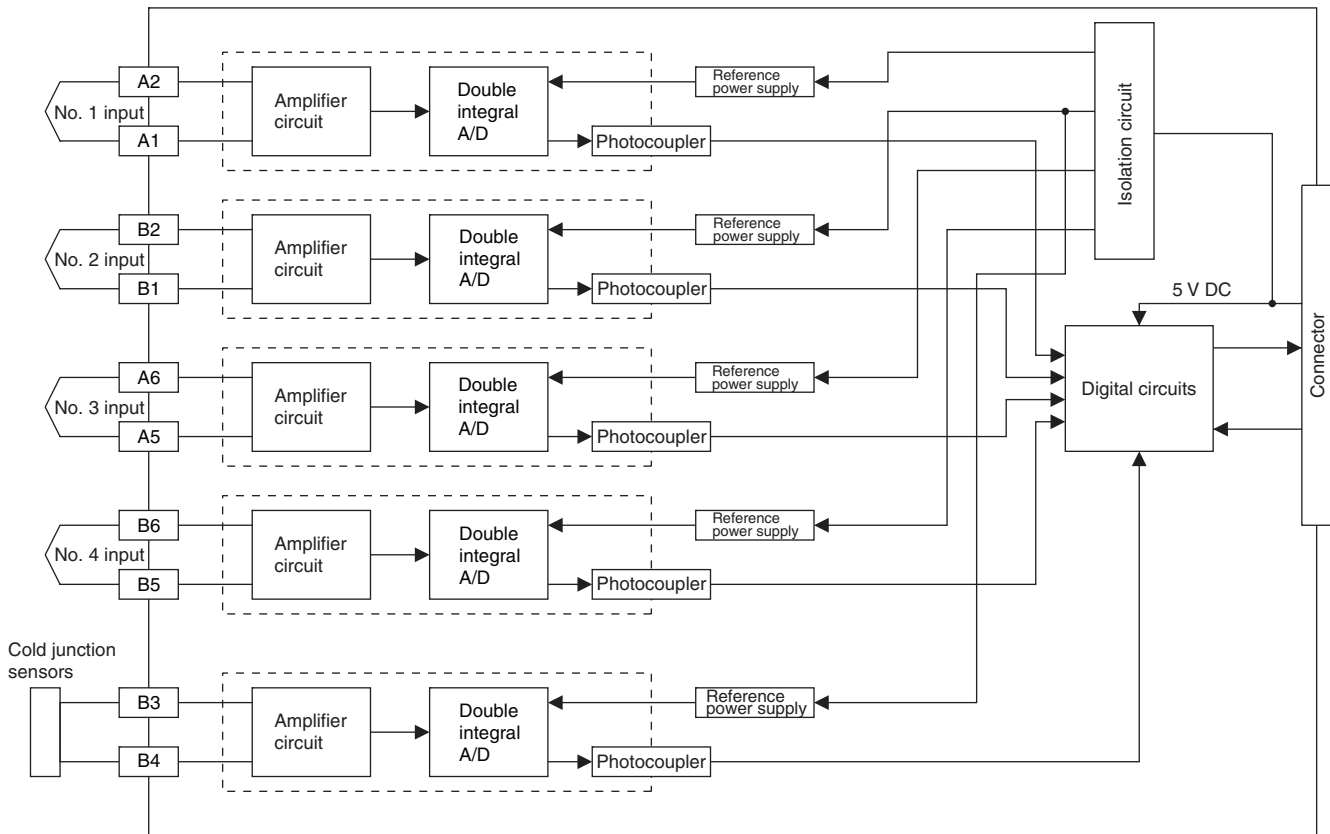 A2
No. 1 input
A1
Amplifier
circuit
Double
integral
A/D
Reference
power supply
Photocoupler
B2
No. 2 input
B1
Amplifier
circuit
Double
integral
A/D
Reference
power supply
Photocoupler
A6
No. 3 input
A5
Amplifier
circuit
Double
integral
A/D
Reference
power supply
Photocoupler
B6
No. 4 input
B5
Amplifier
circuit
Double
integral
A/D
Reference
power supply
Photocoupler
Cold junction
sensors
B3
B4
Amplifier
circuit
Double
integral
A/D
Reference
power supply
Photocoupler
Isolation circuit
5 V DC
Digital circuits
Connector